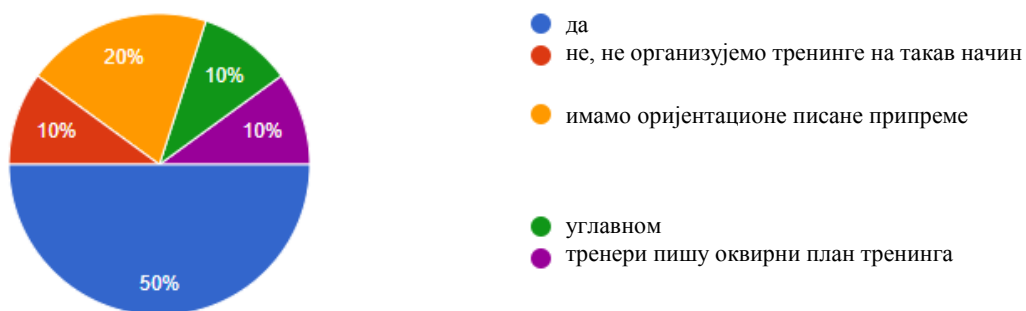 20%
10%
10%
10%
50%
да
не, не организујемо тренинге на такав начин
имамо оријентационе писане припреме
углавном
тренери пишу оквирни план тренинга